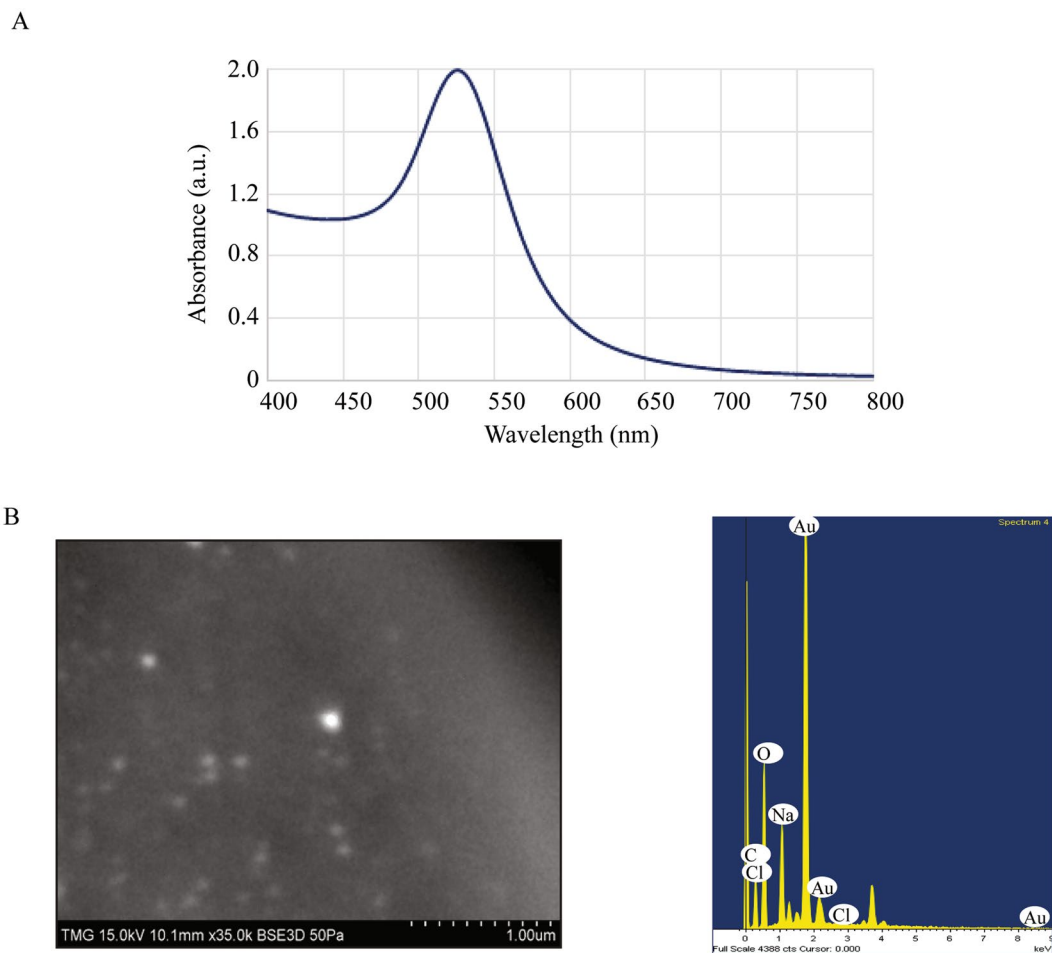 A
2.0
1.6
1.2
0.8
0.4
0
Absorbance (a.u.)
400 450 500 550 600 650 700 750 800
Wavelength (nm)
B
TMG 15.0kV 10.1mm x35.0k BSE3D 50Pa 1.00um
Spectrum 4
Au
O
Na
C
Cl
Au
Cl
Au
0 1 2 3 4 5 6 7 8 9
Full Scale 4388 cts Cursor: 0.000 keV